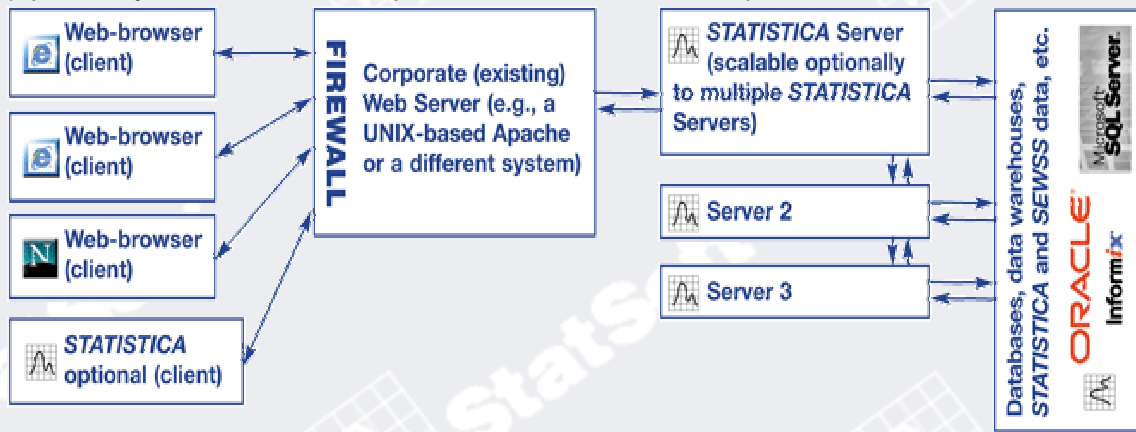 Web-browser
(client)
Web-browser
(client)
Web-browser
(client)
STATISTICA
optional (client)
FIREWALL
Corporate (existing)
Web Server (e.g., a
UNIX-based Apache
or a different system)
STATISTICA Server
(scalable optionally
to multiple STATISTICA
Servers)
Server 2
Server 3
Databases, data warehouses,
STATISTICA and SEWSS data, etc.
ORACLE
Informix
Microsoft
SQL Server.
StatSoft